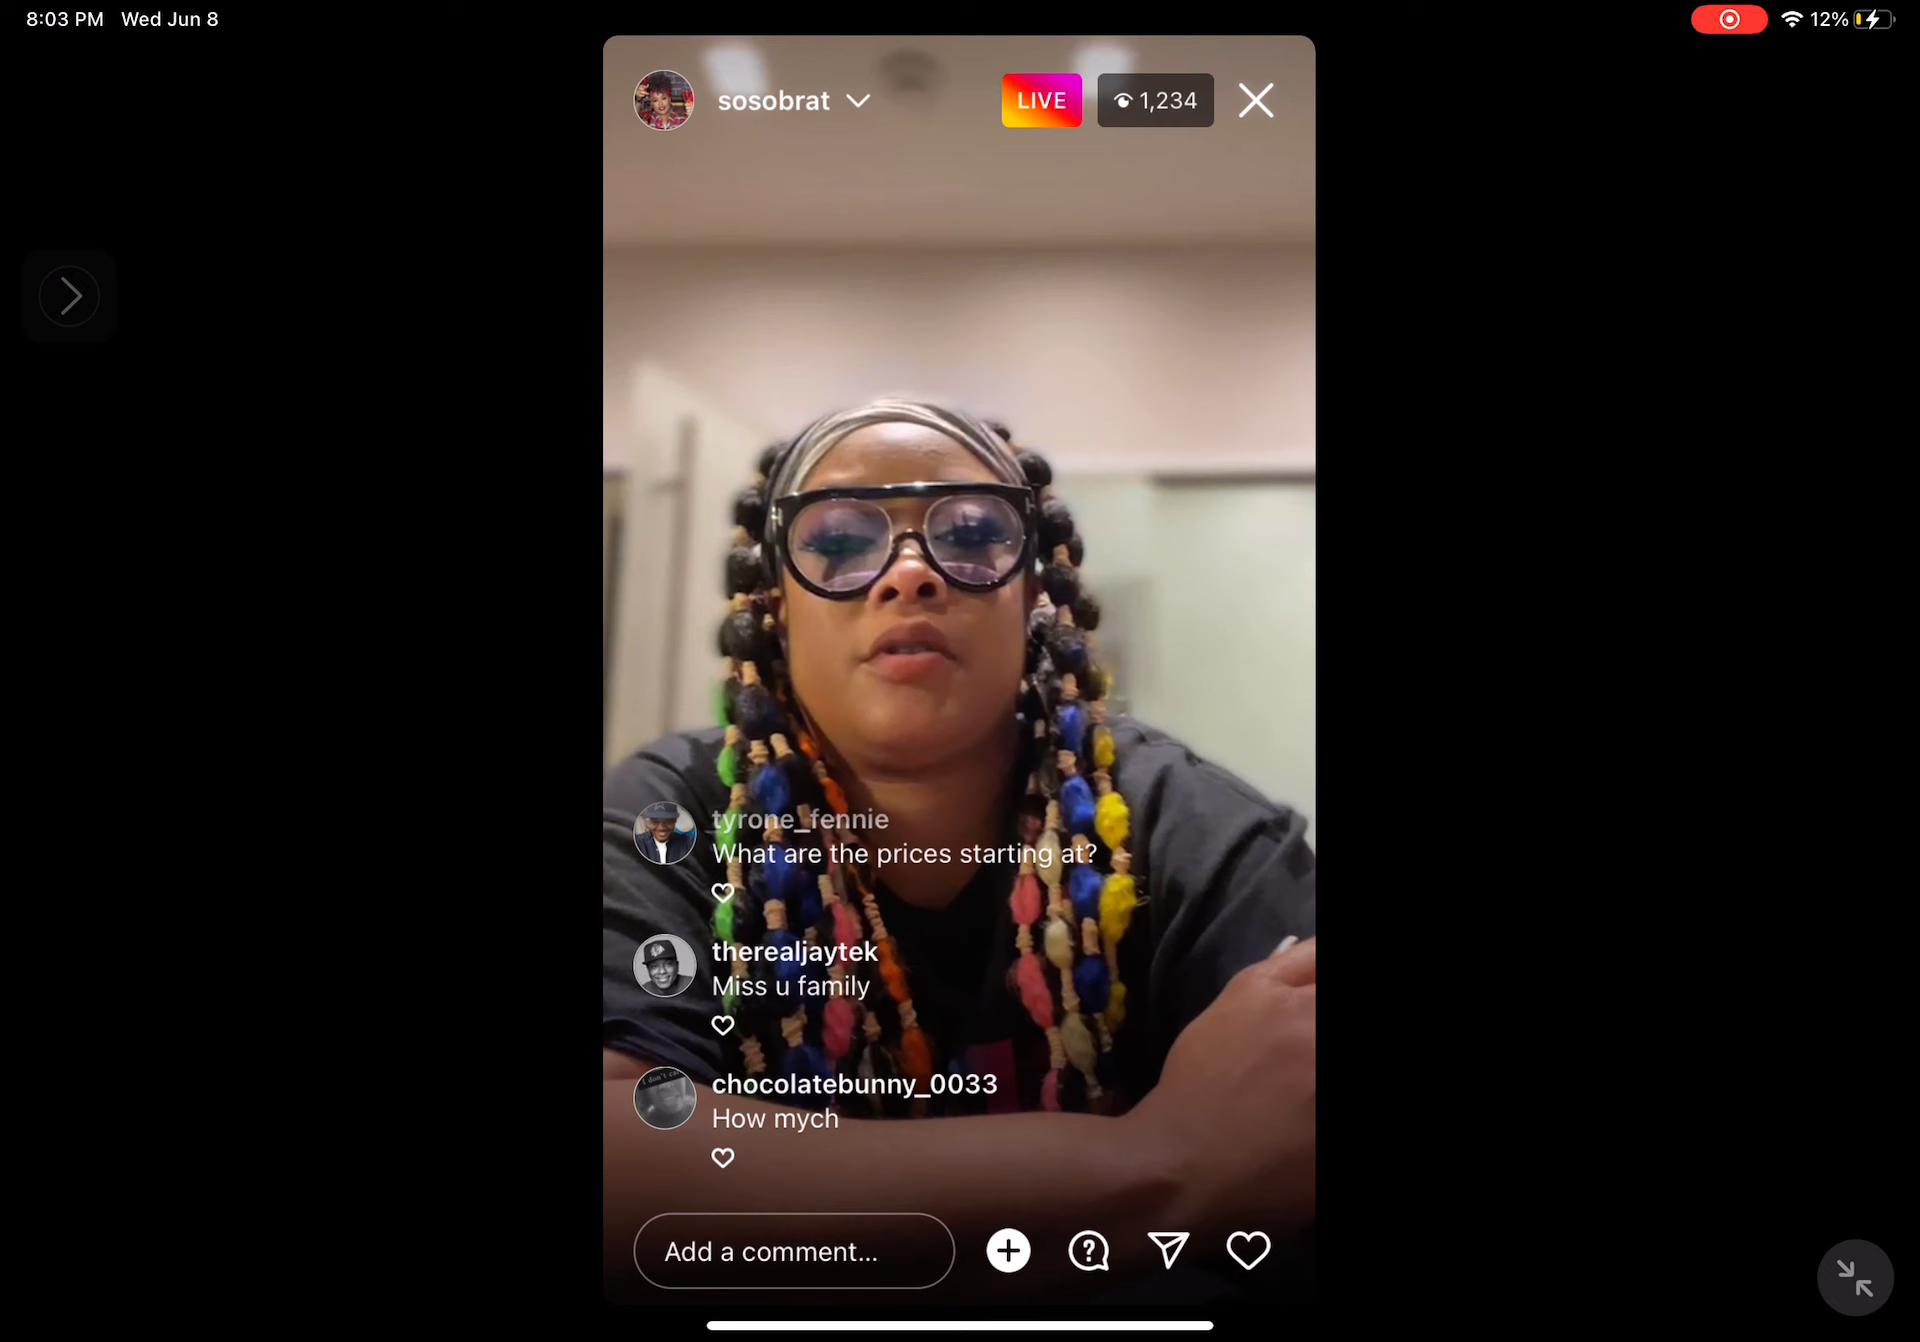 8:03 PM Wed Jun 8
12%
sosobrat
LIVE
1,234
tyrone_fennie
What are the prices starting at?
therealjaytek
Miss u family
chocolatebunny_0033
How mych
Add a comment...